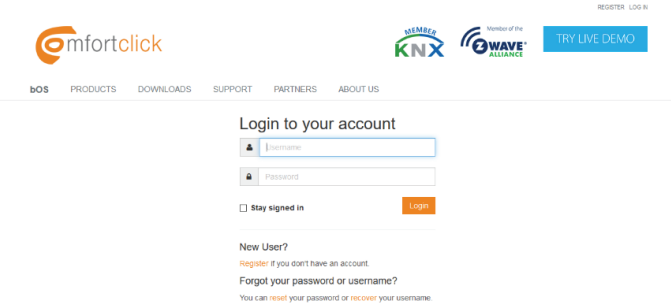 REGISTER LOG IN
comfortclick
MEMBER
KNX
Member of the
Z WAVE
ALLIANCE
TRY LIVE DEMO
bOS PRODUCTS DOWNLOADS SUPPORT PARTNERS ABOUT US
Login to your account
Username
Password
Stay signed in
Login
New User?
Register if you don't have an account.
Forgot your password or username?
You can reset your password or recover your username.